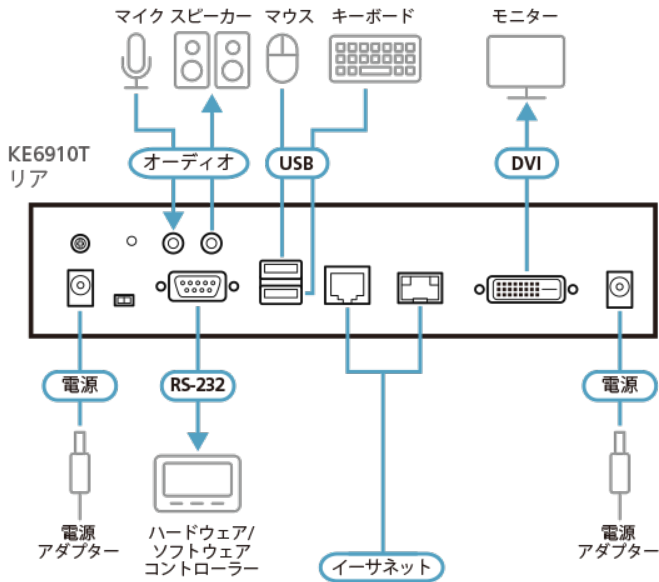 マイク スピーカー マウス キーボード モニター
KE6910T
リア
オーディオ USB DVI
電源 RS-232 電源
電源
アダプター
ハードウェア/
ソフトウェア
コントローラー
イーサネット
電源
アダプター